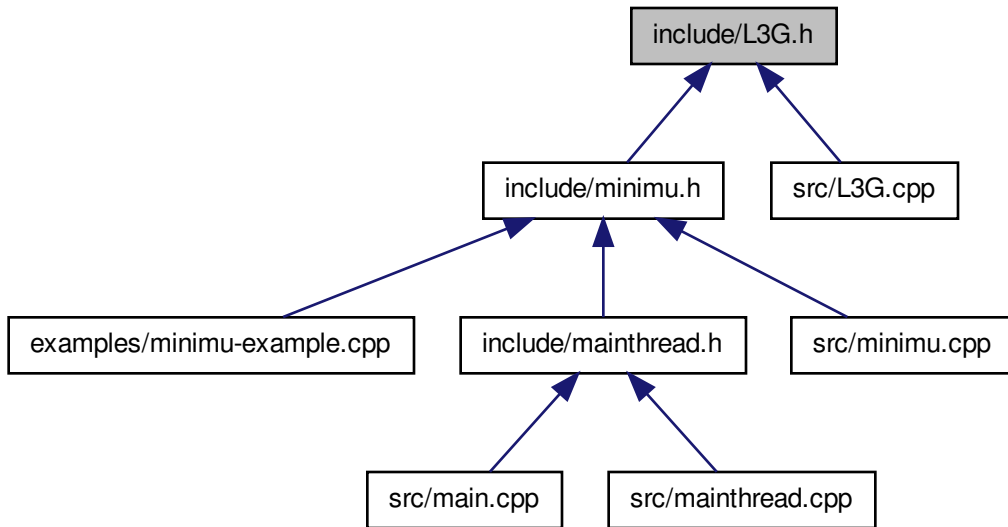 include/L3G.h
include/minimu.h
src/L3G.cpp
examples/minimu-example.cpp
include/mainthread.h
src/minimu.cpp
src/main.cpp
src/mainthread.cpp